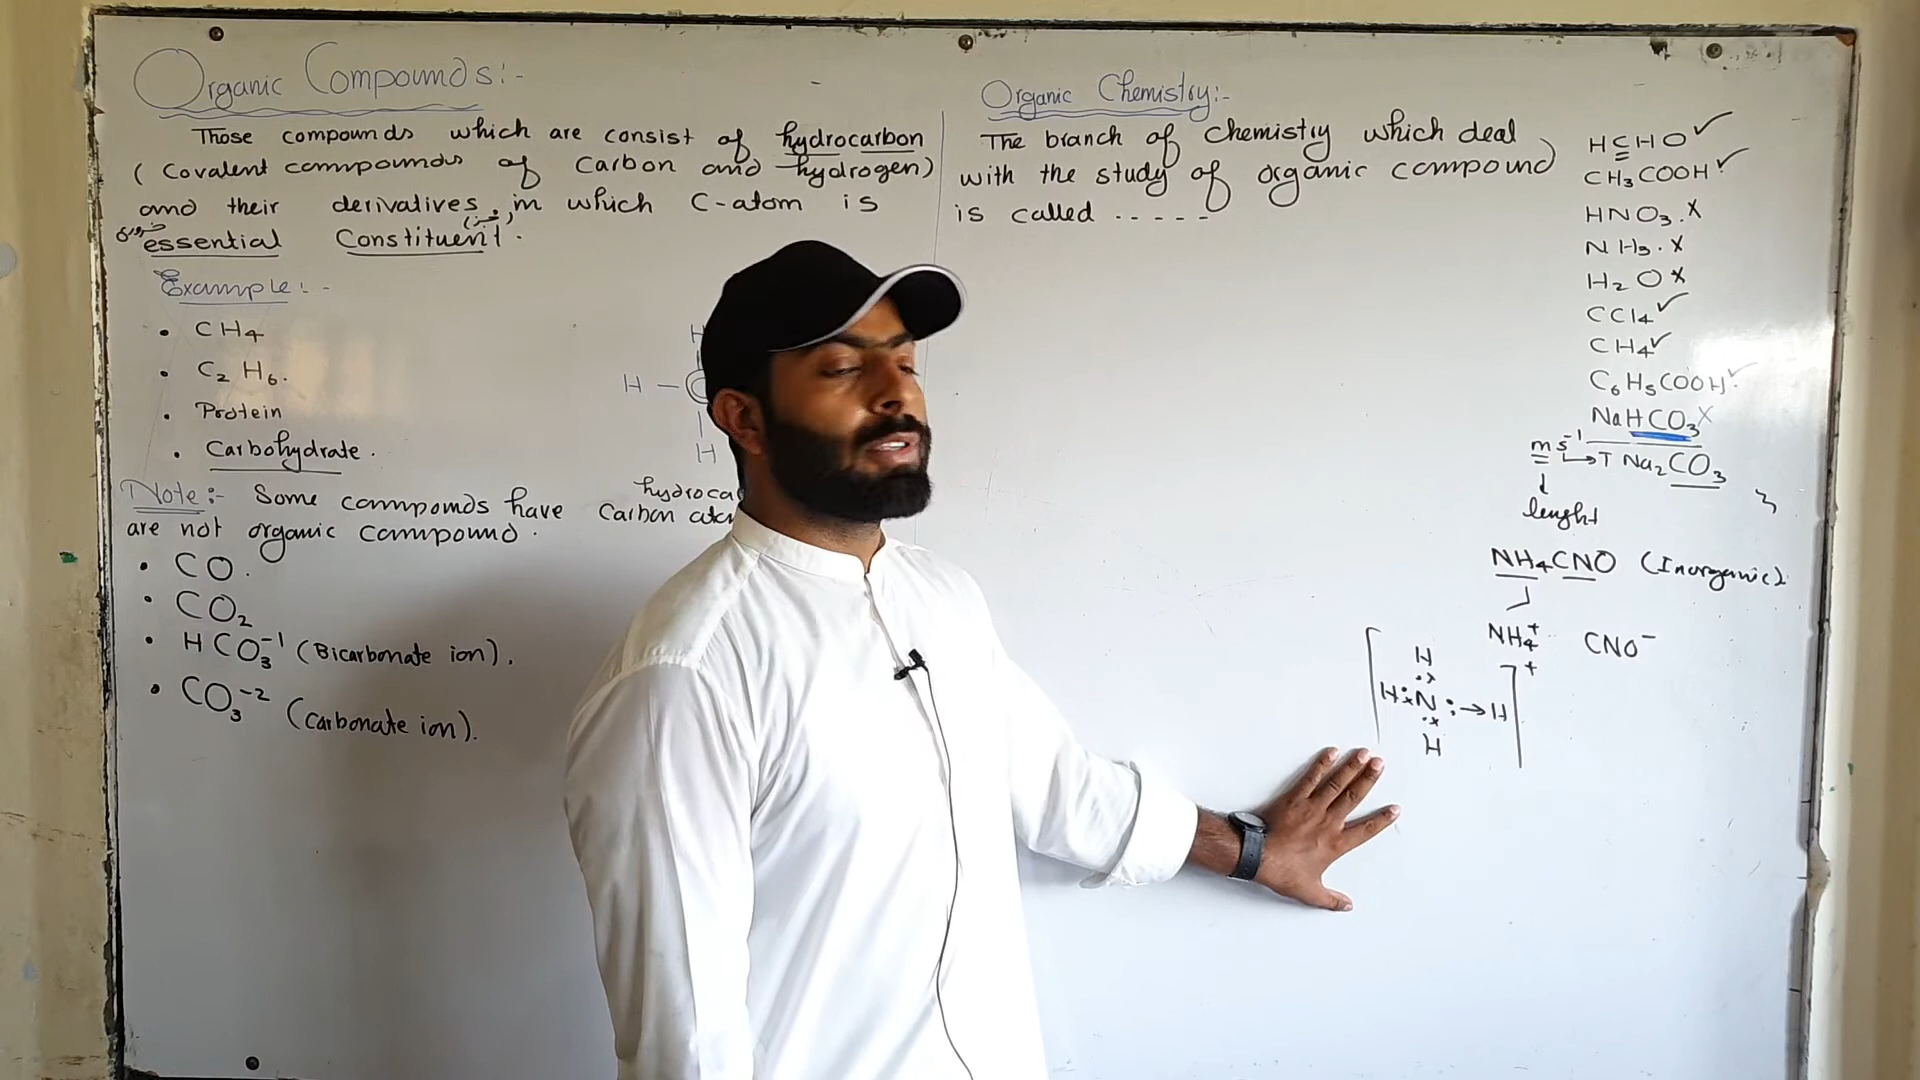 Organic Compounds:-
Those compounds which are consist of hydrocarbon
( Covalent compounds of Carbon and hydrogen)
and their derivatives, in which C-atom is
essential Constituent.
Example:-
• CH4
• C2H6.
• Protein
• Carbohydrate.
H
H — C
H
hydroca
Note:- Some compounds have Carbon
are not organic compound.
• CO.
• CO2
• HCO3-1 (Bicarbonate ion).
• CO3-2 (Carbonate ion).
Organic Chemistry:-
The branch of Chemistry which deal
with the study of organic compound
is called -----
HCHO ✓
CH3COOH ✓
HNO3. x
NH3. x
H2O x
CCl4 ✓
CH4 ✓
C6H5COOH ✓
NaHCO3 X
ms-1 → T Na2CO3
lenght
NH4CNO (Inorganic).
NH4+ CNO-
[ H +
H N : → H ]
H